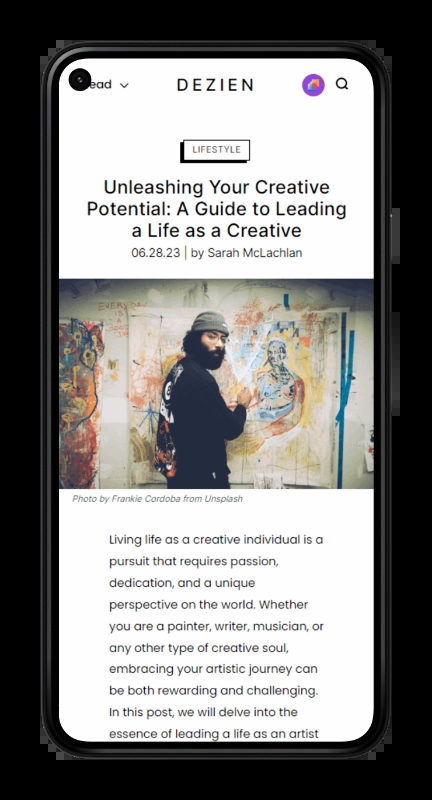 ead
DEZIEN
LIFESTYLE
Unleashing Your Creative
Potential: A Guide to Leading
a Life as a Creative
06.28.23 | by Sarah McLachlan
EVERYDAY
Photo by Frankie Cordoba from Unsplash
Living life as a creative individual is a
pursuit that requires passion,
dedication, and a unique
perspective on the world. Whether
you are a painter, writer, musician, or
any other type of creative soul,
embracing your artistic journey can
be both rewarding and challenging.
In this post, we will delve into the
essence of leading a life as an artist